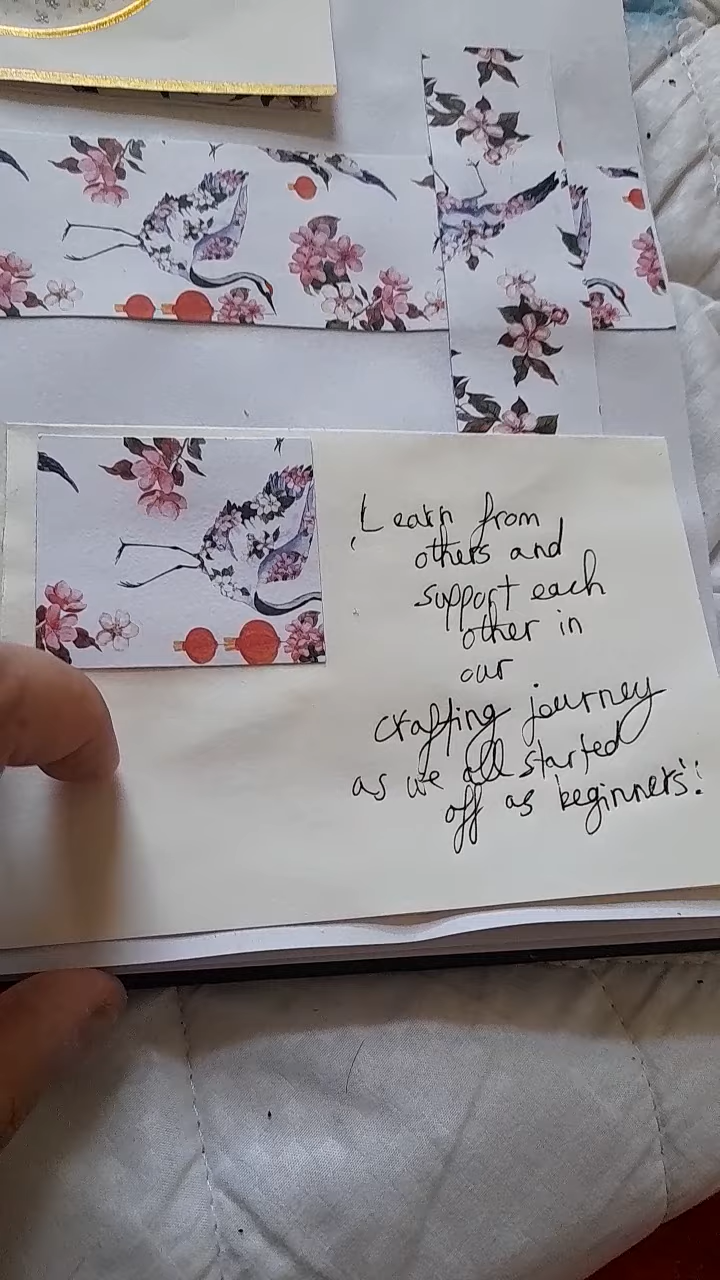 'Learn from
others and
support each
other in
our
crafting journey
as we all started
off as beginners'!